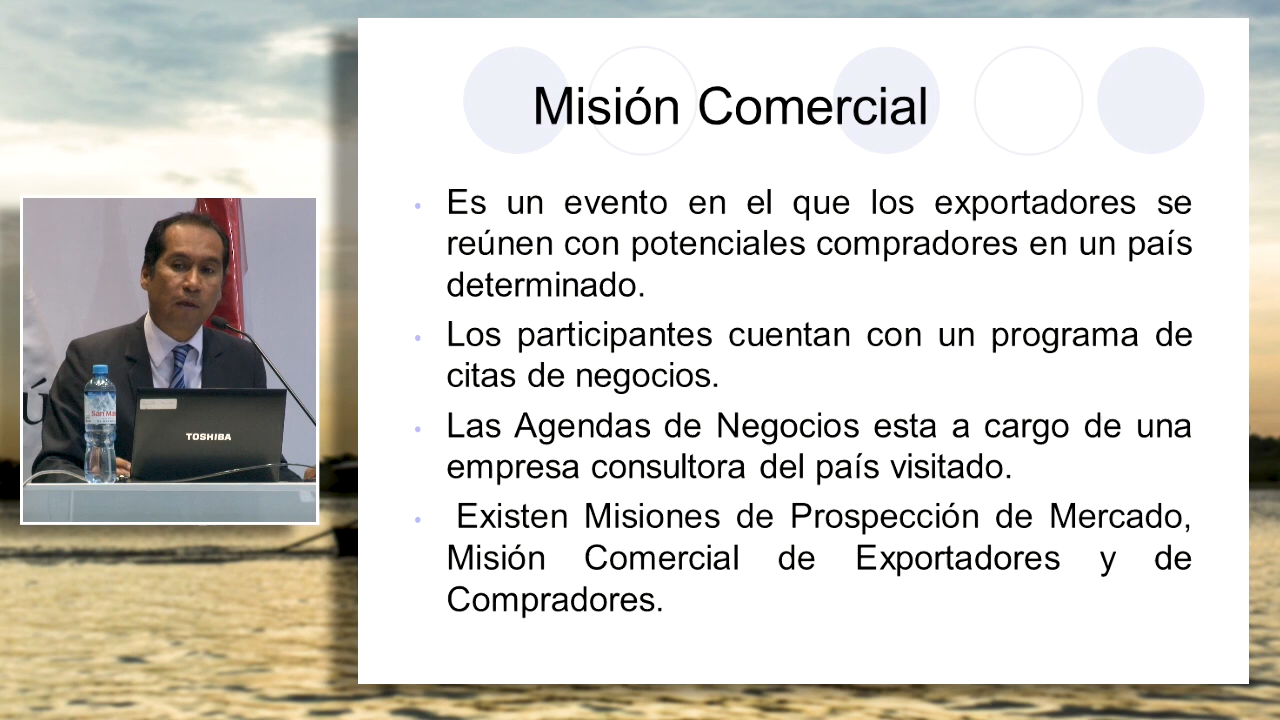 Misión Comercial
Es un evento en el que los exportadores se
reúnen con potenciales compradores en un país
determinado.
Los participantes cuentan con un programa de
citas de negocios.
Las Agendas de Negocios esta a cargo de una
empresa consultora del país visitado.
Existen Misiones de Prospección de Mercado,
Misión Comercial de Exportadores y de
Compradores.
Ú
San Ma
TOSHIBA